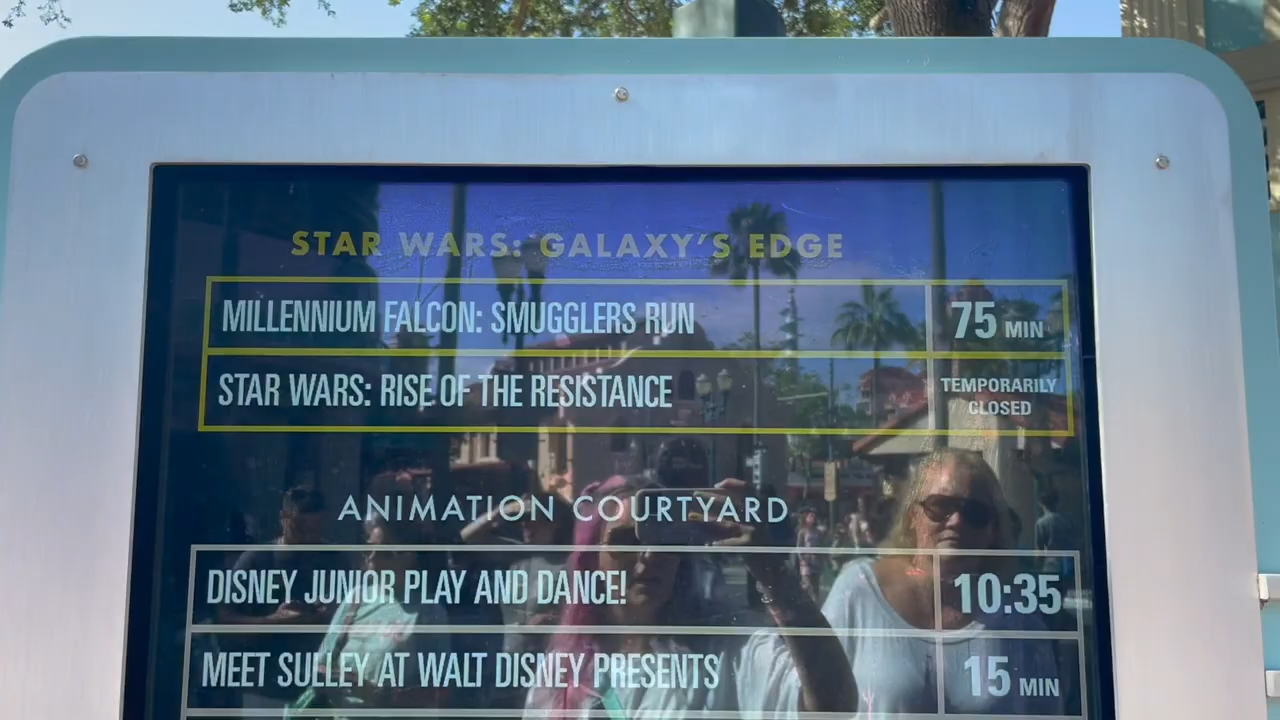 STAR WARS: GALAXY'S EDGE
MILLENNIUM FALCON: SMUGGLERS RUN 75 MIN
STAR WARS: RISE OF THE RESISTANCE TEMPORARILY CLOSED
ANIMATION COURTYARD
DISNEY JUNIOR PLAY AND DANCE! 10:35
MEET SULLEY AT WALT DISNEY PRESENTS 15 MIN